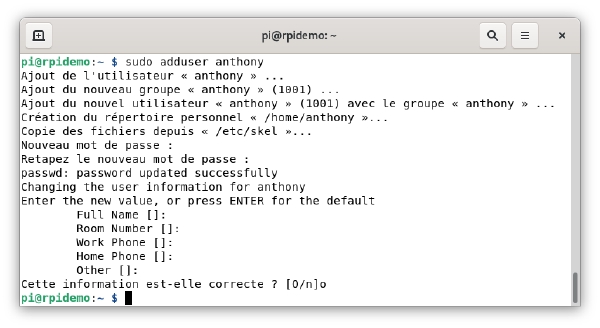 pi@rpidemo: ~
pi@rpidemo:~ $ sudo adduser anthony
Ajout de l'utilisateur « anthony » ...
Ajout du nouveau groupe « anthony » (1001) ...
Ajout du nouvel utilisateur « anthony » (1001) avec le groupe « anthony » ...
Création du répertoire personnel « /home/anthony »...
Copie des fichiers depuis « /etc/skel »...
Nouveau mot de passe :
Retapez le nouveau mot de passe :
passwd: password updated successfully
Changing the user information for anthony
Enter the new value, or press ENTER for the default
Full Name []:
Room Number []:
Work Phone []:
Home Phone []:
Other []:
Cette information est-elle correcte ? [O/n]o
pi@rpidemo:~ $